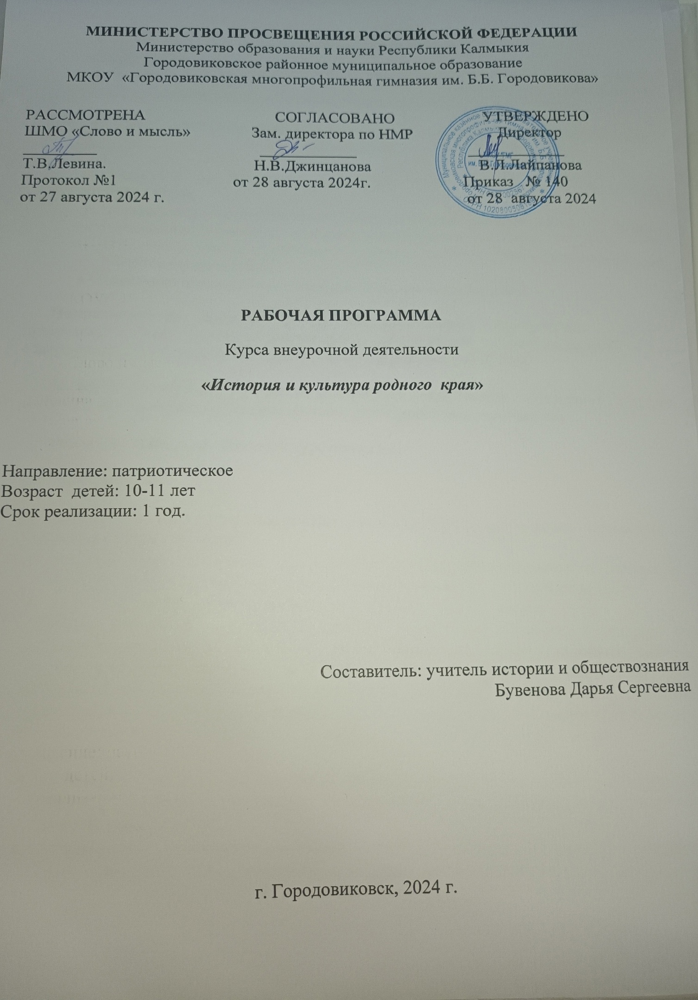 МИНИСТЕРСТВО ПРОСВЕЩЕНИЯ РОССИЙСКОЙ ФЕДЕРАЦИИ
Министерство образования и науки Республики Калмыкия
Городовиковское районное муниципальное образование
МКОУ «Городовиковская многопрофильная гимназия им. Б.Б. Городовикова»
РАССМОТРЕНА
ШМО «Слово и мысль»
Т.В.Левина.
Протокол №1
от 27 августа 2024 г.
СОГЛАСОВАНО
Зам. директора по НМР
Н.В.Джинцанова
от 28 августа 2024г.
УТВЕРЖДЕНО
Директор
В.Л.Лайпанова
Приказ № 140
от 28 августа 2024
РАБОЧАЯ ПРОГРАММА
Курса внеурочной деятельности
«История и культура родного края»
Направление: патриотическое
Возраст детей: 10-11 лет
Срок реализации: 1 год.
Составитель: учитель истории и обществознания
Бувенова Дарья Сергеевна
г. Городовиковск, 2024 г.